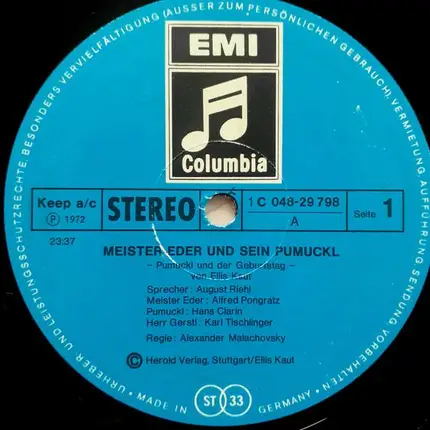 URHEBER UND LEISTUNGSSCHUTZRECHTE, BESONDERS VERVIELFÄLTIGUNG (AUSSER ZUM PERSÖNLICHEN GEBRAUCH), VERMIETUNG, AUFFÜHRUNG, SENDUNG VORBEHALTEN
EMI
Columbia
Keep a/c
Ⓟ 1972
STEREO
1 C 048-29 798
A
Seite 1
23:37
MEISTER EDER UND SEIN PUMUCKL
– Pumuckl und der Geburtstag –
von Ellis Kaut
Sprecher: August Riehl
Meister Eder: Alfred Pongratz
Pumuckl: Hans Clarin
Herr Gerstl: Karl Tischlinger
Regie: Alexander Malachovsky
© Herold Verlag, Stuttgart/Ellis Kaut
MADE IN ST 33 GERMANY